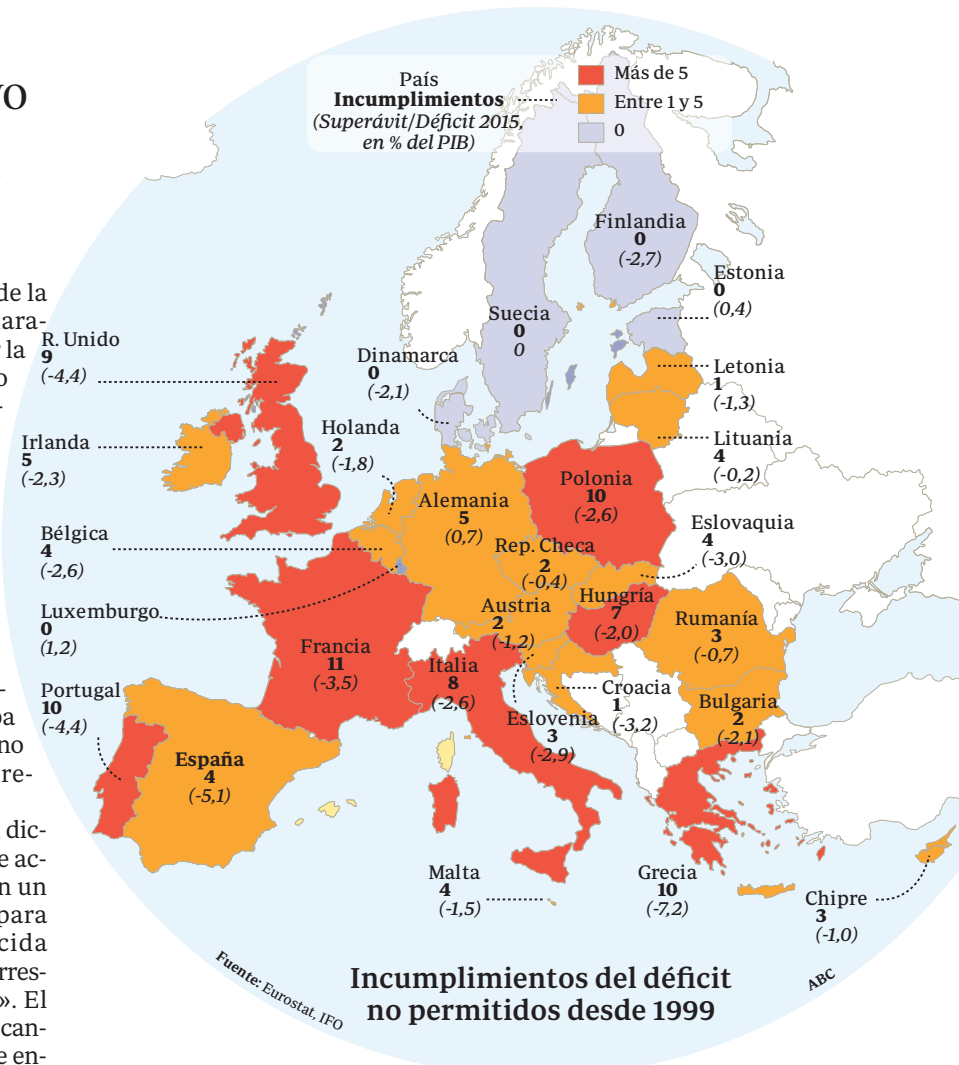 VO
de la
lara-
la
o
-
-
pa
no
re-
dic-
e ac-
n un
para
cida
rres-
». El
can-
e en-
País
Incumplimientos
(Superávit/Déficit 2015,
en % del PIB)
Más de 5
Entre 1 y 5
0
Finlandia
0
(-2,7)
Estonia
0
(0,4)
Suecia
0
0
R. Unido
9
(-4,4)
Dinamarca
0
(-2,1)
Letonia
1
(-1,3)
Irlanda
5
(-2,3)
Holanda
2
(-1,8)
Lituania
4
(-0,2)
Alemania
5
(0,7)
Polonia
10
(-2,6)
Bélgica
4
(-2,6)
Rep. Checa
2
(-0,4)
Eslovaquia
4
(-3,0)
Luxemburgo
0
(1,2)
Austria
2
(-1,2)
Hungría
7
(-2,0)
Rumanía
3
(-0,7)
Francia
11
(-3,5)
Italia
8
(-2,6)
Croacia
1
(-3,2)
Bulgaria
2
(-2,1)
Portugal
10
(-4,4)
Eslovenia
3
(-2,9)
España
4
(-5,1)
Malta
4
(-1,5)
Grecia
10
(-7,2)
Chipre
3
(-1,0)
Fuente: Eurostat, IFO
Incumplimientos del déficit
no permitidos desde 1999
ABC